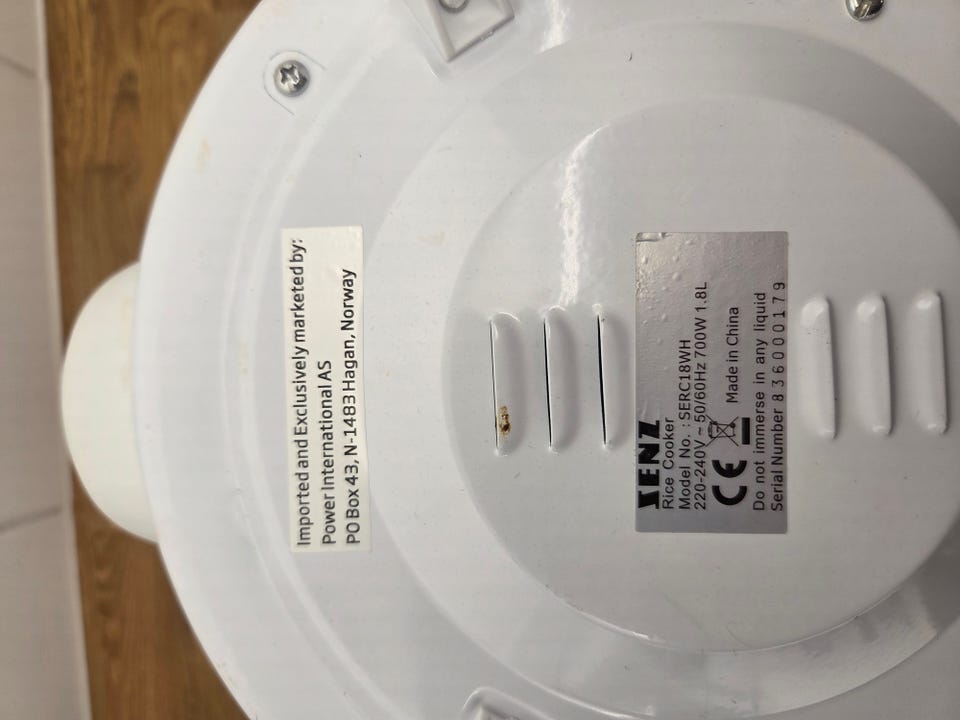 Imported and Exclusively marketed by:
Power International AS
PO Box 43, N-1483 Hagan, Norway
SENZ
Rice Cooker
Model No. : SERC18WH
220-240V ~ 50/60Hz 700W 1.8L
CE Made in China
Do not immerse in any liquid
Serial Number 836000179